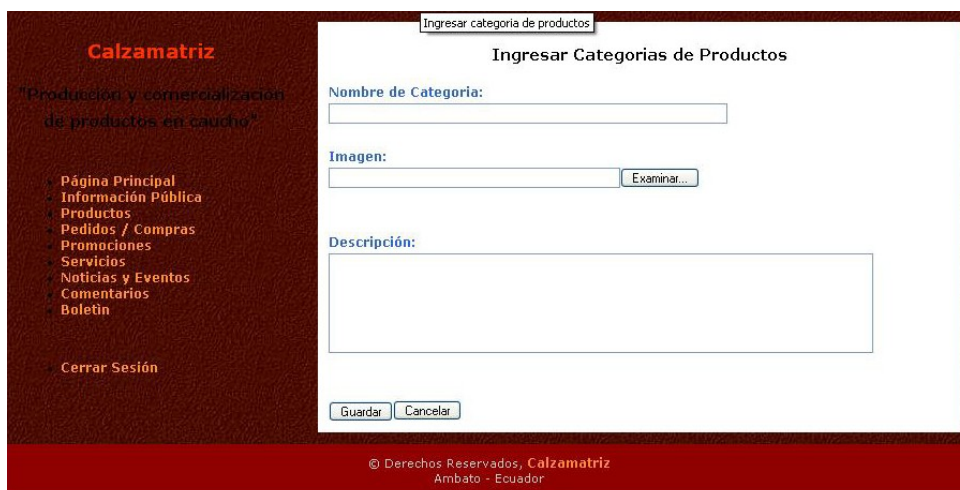 Ingresar categoria de productos
Calzamatriz
"Producción y comercialización
de productos en caucho"
Página Principal
Información Pública
Productos
Pedidos / Compras
Promociones
Servicios
Noticias y Eventos
Comentarios
Boletìn
Cerrar Sesión
Ingresar Categorias de Productos
Nombre de Categoria:
Imagen:
Examinar...
Descripción:
Guardar Cancelar
© Derechos Reservados, Calzamatriz
Ambato - Ecuador